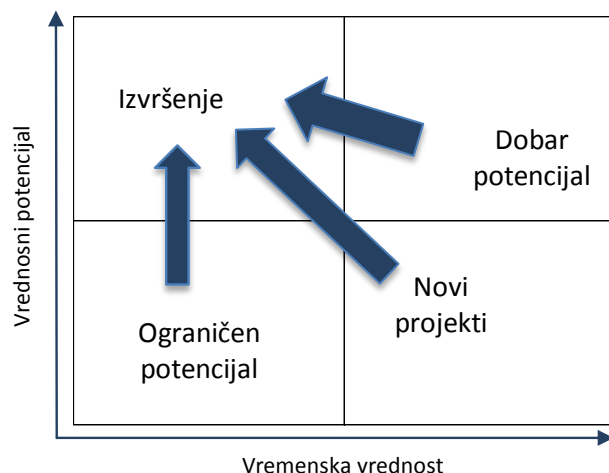 Vrednosni potencijal
Izvršenje
Dobar
potencijal
Ograničen
potencijal
Novi
projekti
Vremenska vrednost